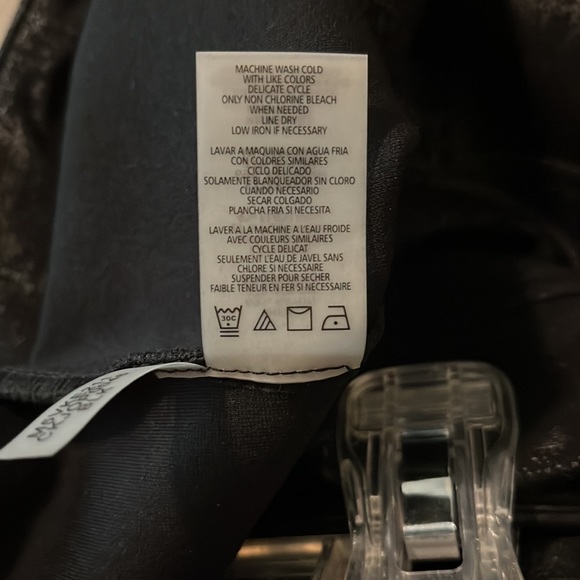 MACHINE WASH COLD
WITH LIKE COLORS
DELICATE CYCLE
ONLY NON CHLORINE BLEACH
WHEN NEEDED
LINE DRY
LOW IRON IF NECESSARY
LAVAR A MAQUINA CON AGUA FRIA
CON COLORES SIMILARES
CICLO DELICADO
SOLAMENTE BLANQUEADOR SIN CLORO
CUANDO NECESARIO
SECAR COLGADO
PLANCHA FRIA SI NECESITA
LAVER A LA MACHINE A L'EAU FROIDE
AVEC COULEURS SIMILAIRES
CYCLE DELICAT
SEULEMENT L'EAU DE JAVEL SANS
CHLORE SI NECESSAIRE
SUSPENDER POUR SECHER
FAIBLE TENEUR EN FER SI NECESSAIRE
30C